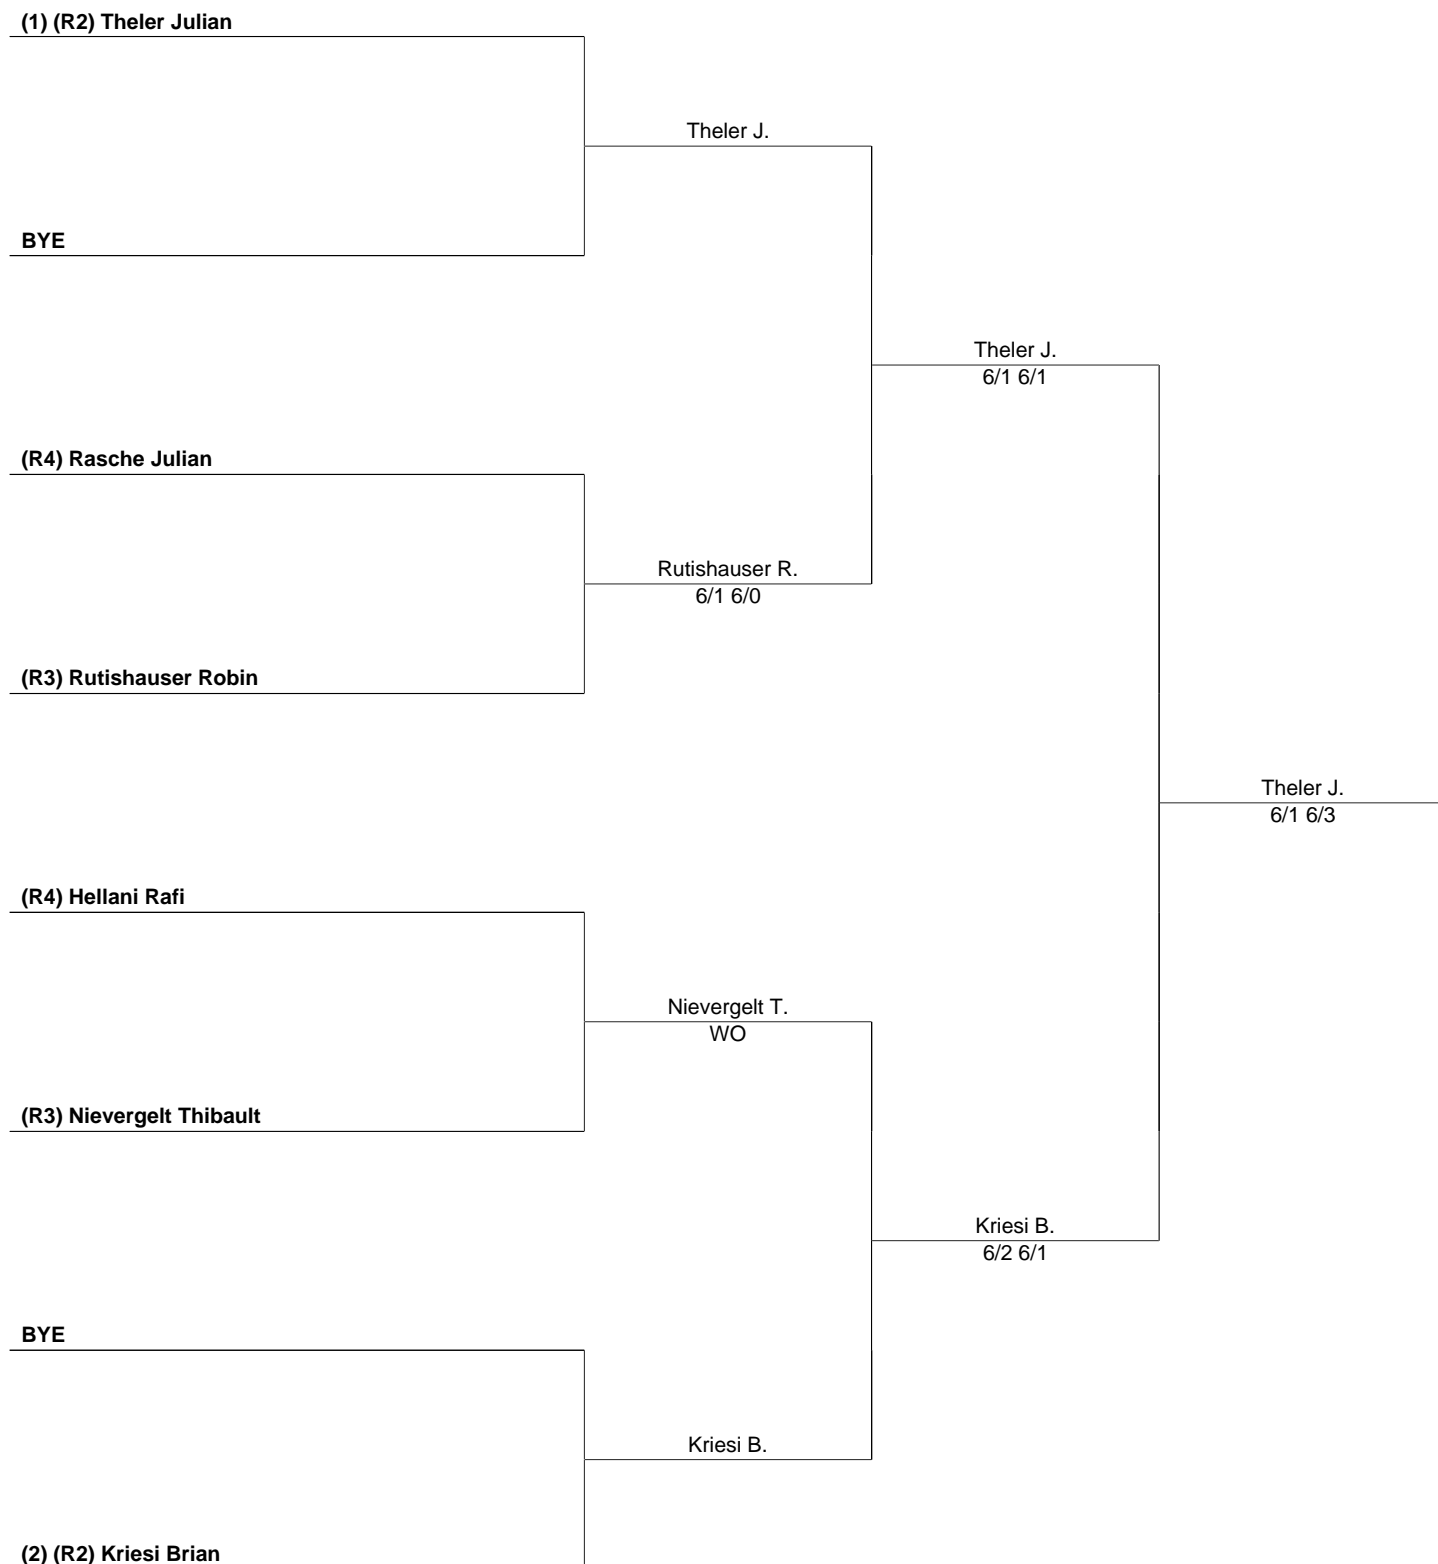 (1) (R2) Theler Julian
Theler J.
BYE
Theler J.
6/1 6/1
(R4) Rasche Julian
Rutishauser R.
6/1 6/0
(R3) Rutishauser Robin
Theler J.
6/1 6/3
(R4) Hellani Rafi
Nievergelt T.
WO
(R3) Nievergelt Thibault
Kriesi B.
6/2 6/1
BYE
Kriesi B.
(2) (R2) Kriesi Brian